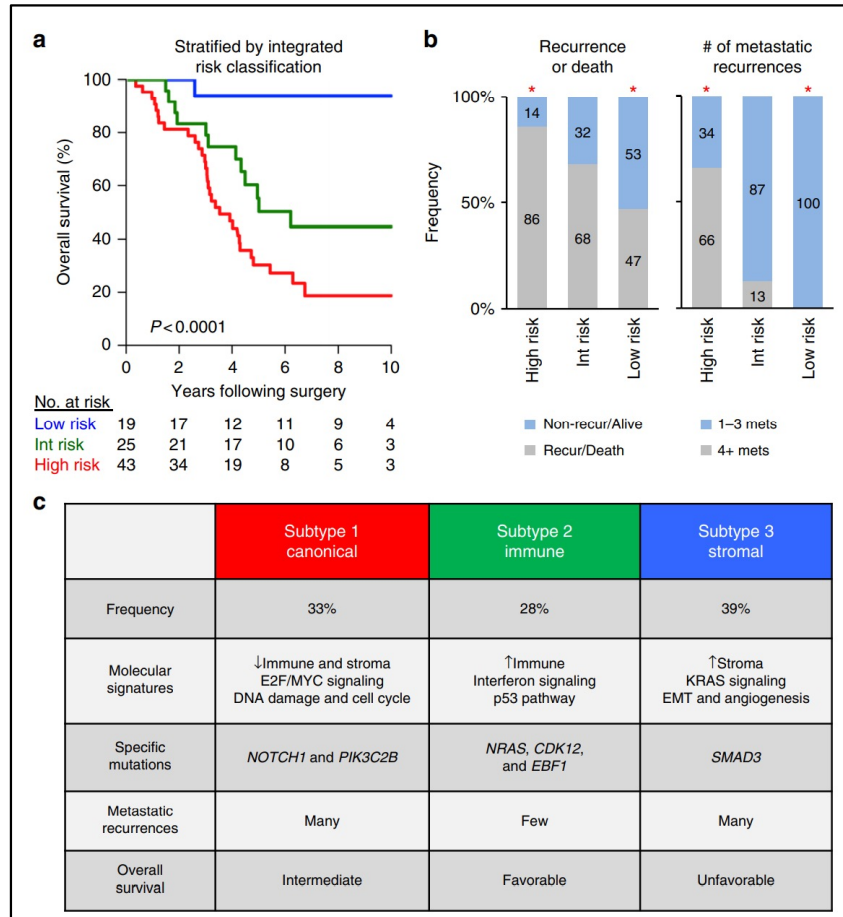 a
Stratified by integrated
risk classification
Overall survival (%)
100
80
60
40
20
0
P < 0.0001
0 2 4 6 8 10
Years following surgery
No. at risk
Low risk 19 17 12 11 9 4
Int risk 25 21 17 10 6 3
High risk 43 34 19 8 5 3
b
Recurrence
or death
# of metastatic
recurrences
* * * *
Frequency
100%
50%
0%
14 32 53 34 87 100
86 68 47 66 13
High risk Int risk Low risk High risk Int risk Low risk
Non-recur/Alive
Recur/Death
1–3 mets
4+ mets
c
Subtype 1
canonical
Subtype 2
immune
Subtype 3
stromal
Frequency 33% 28% 39%
Molecular
signatures
↓Immune and stroma
E2F/MYC signaling
DNA damage and cell cycle
↑Immune
Interferon signaling
p53 pathway
↑Stroma
KRAS signaling
EMT and angiogenesis
Specific
mutations
NOTCH1 and PIK3C2B
NRAS, CDK12,
and EBF1
SMAD3
Metastatic
recurrences
Many Few Many
Overall
survival
Intermediate Favorable Unfavorable